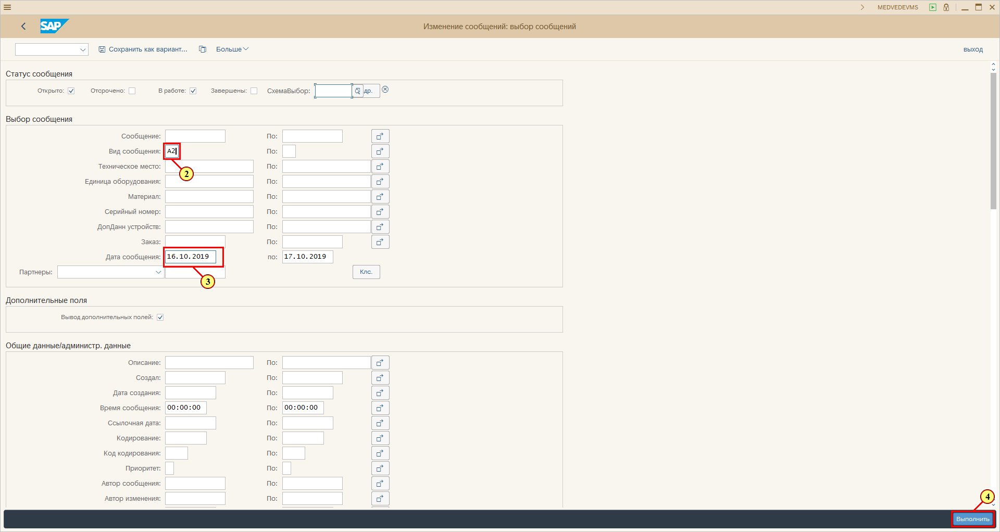 MEDVEDEVMS
SAP
Изменение сообщений: выбор сообщений
Сохранить как вариант... Больше
выход
Статус сообщения
Открыто: Отсрочено: В работе: Завершены: СхемаВыбор: др.
Выбор сообщения
Сообщение: По:
Вид сообщения: A2 По:
Техническое место: По:
2
Единица оборудования: По:
Материал: По:
Серийный номер: По:
ДопДанн устройств: По:
Заказ: По:
Дата сообщения: 16.10.2019 по: 17.10.2019
Партнеры: Клс.
3
Дополнительные поля
Вывод дополнительных полей:
Общие данные/администр. данные
Описание: По:
Создал: По:
Дата создания: По:
Время сообщения: 00:00:00 По: 00:00:00
Ссылочная дата: По:
Кодирование: По:
Код кодирования: По:
Приоритет: По:
Автор сообщения: По:
Автор изменения: По:
4
Выполнить